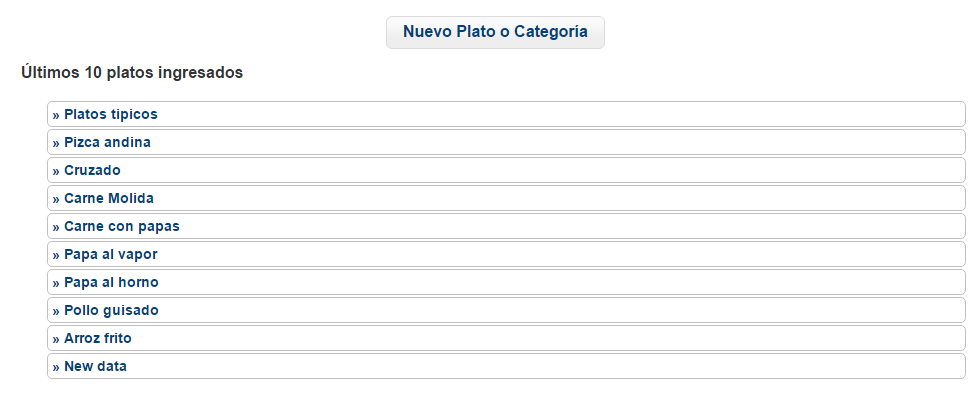 Nuevo Plato o Categoría
Últimos 10 platos ingresados
» Platos tipicos
» Pizca andina
» Cruzado
» Carne Molida
» Carne con papas
» Papa al vapor
» Papa al horno
» Pollo guisado
» Arroz frito
» New data